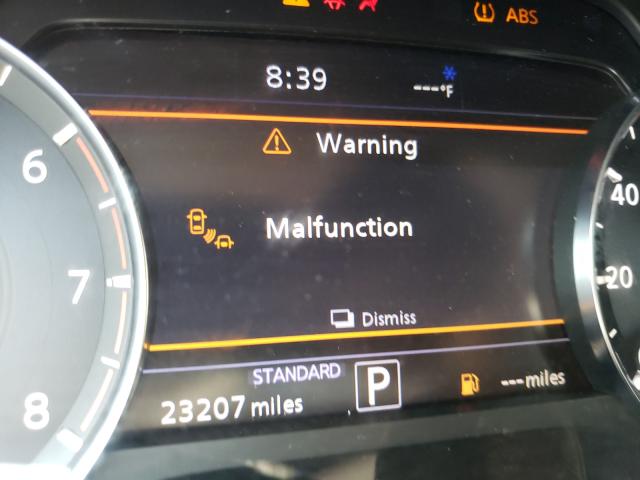 ABS
8:39
---°F
Warning
Malfunction
Dismiss
STANDARD
P
23207 miles
---miles
6
7
8
40
20